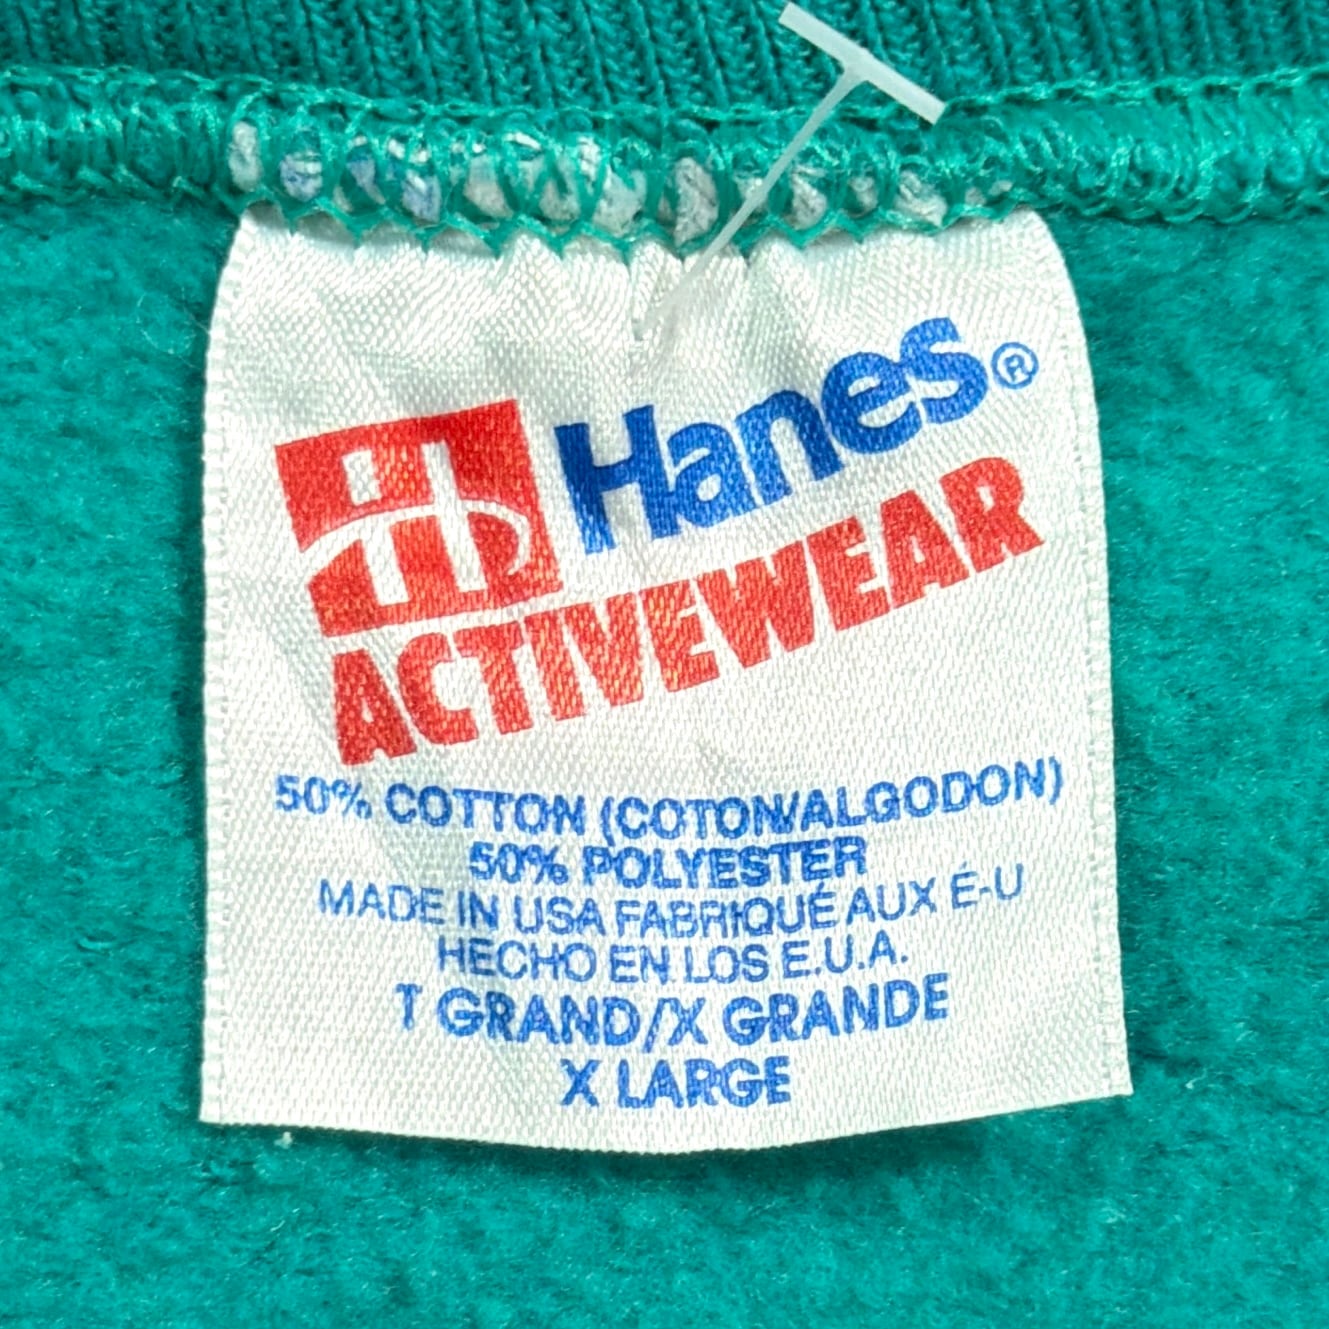 Hanes®
ACTIVEWEAR
50% COTTON (COTON/ALGODON)
50% POLYESTER
MADE IN USA FABRIQUÉ AUX É-U
HECHO EN LOS E.U.A.
T GRAND/X GRANDE
X LARGE